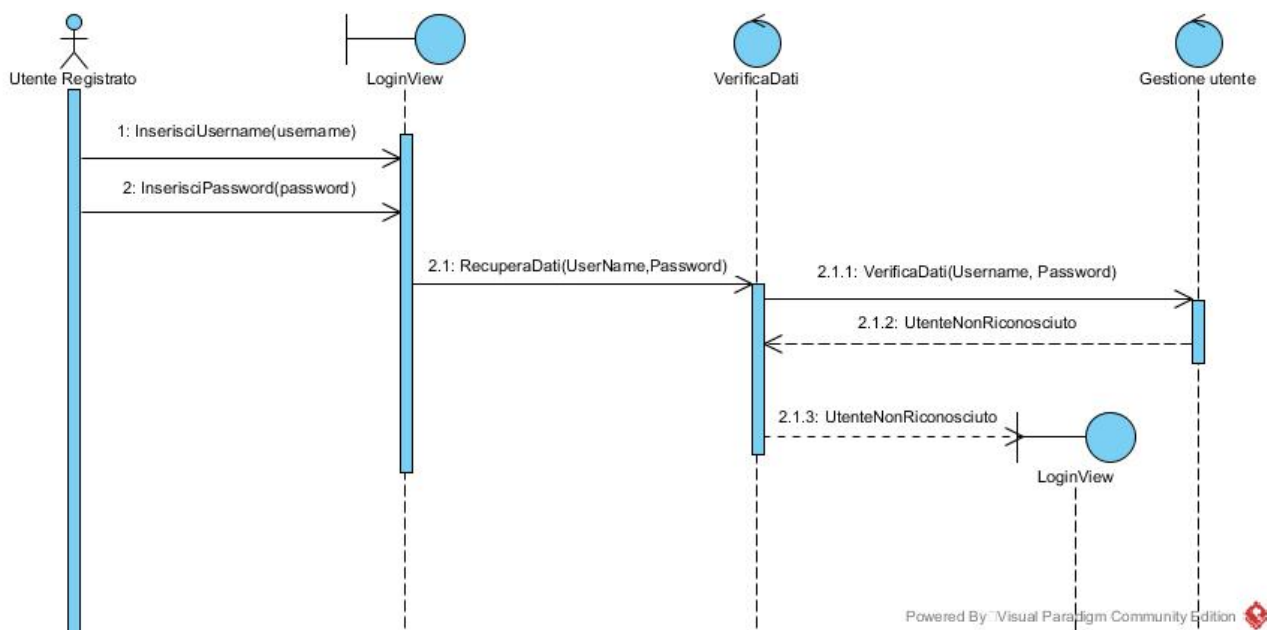 Utente Registrato
LoginView
VerificaDati
Gestione utente
1: InserisciUsername(username)
2: InserisciPassword(password)
2.1: RecuperaDati(UserName,Password)
2.1.1: VerificaDati(Username, Password)
2.1.2: UtenteNonRiconosciuto
2.1.3: UtenteNonRiconosciuto
LoginView
Powered By Visual Paradigm Community Edition